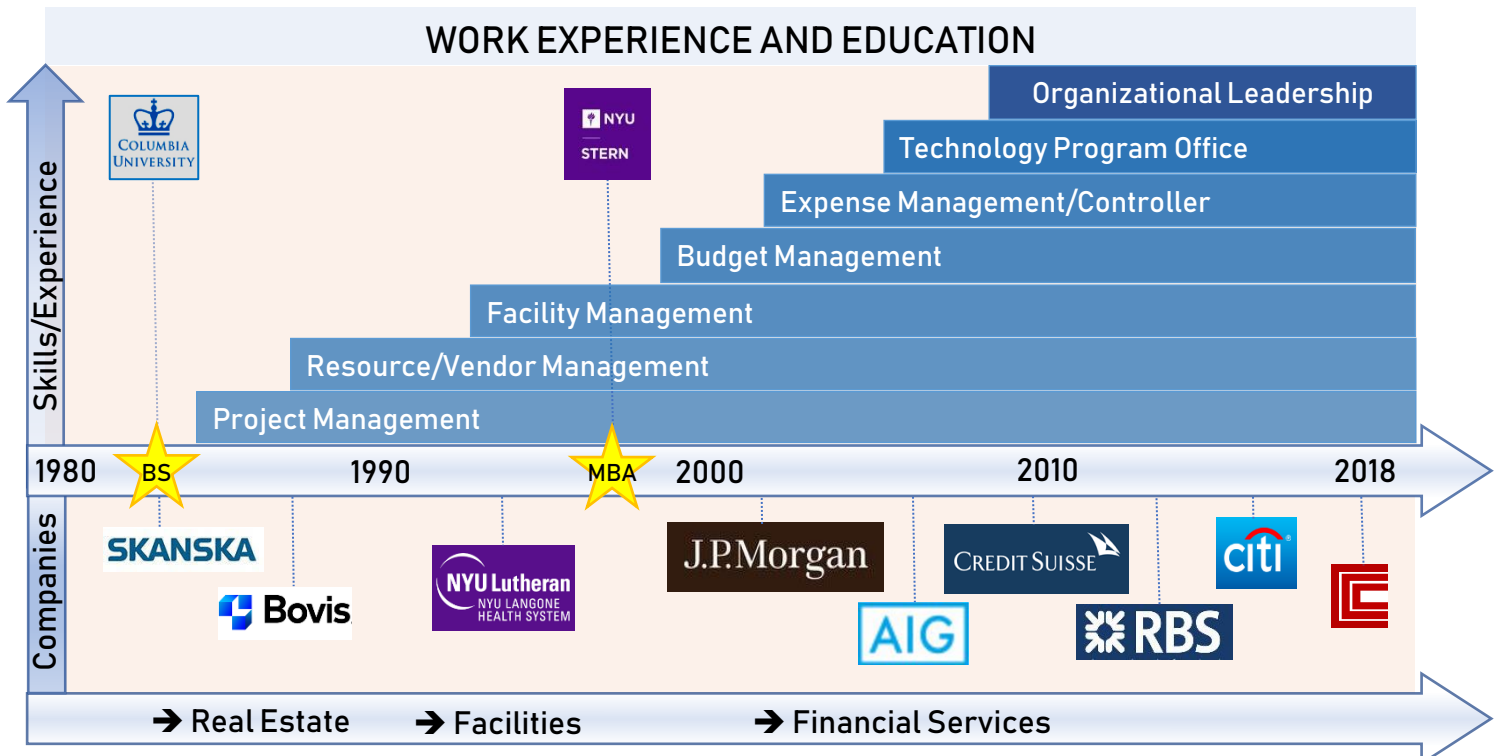 WORK EXPERIENCE AND EDUCATION
Skills/Experience
COLUMBIA
UNIVERSITY
NYU
STERN
Organizational Leadership
Technology Program Office
Expense Management/Controller
Budget Management
Facility Management
Resource/Vendor Management
Project Management
1980 BS 1990 MBA 2000 2010 2018
Companies
SKANSKA
Bovis
NYU Lutheran
NYU LANGONE
HEALTH SYSTEM
J.P.Morgan
AIG
CREDIT SUISSE
RBS
citi
➔ Real Estate ➔ Facilities ➔ Financial Services